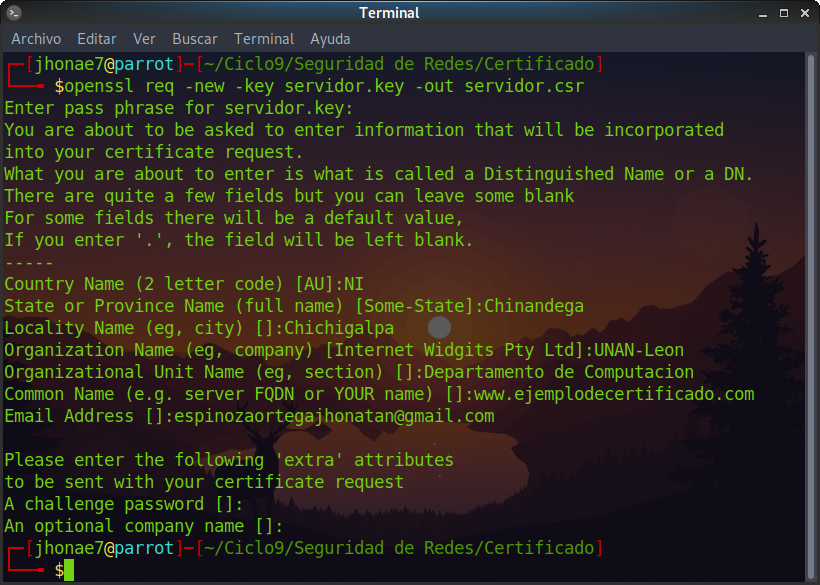 Terminal
Archivo Editar Ver Buscar Terminal Ayuda
[jhonae7@parrot]-[~/Ciclo9/Seguridad de Redes/Certificado]
$openssl req -new -key servidor.key -out servidor.csr
Enter pass phrase for servidor.key:
You are about to be asked to enter information that will be incorporated
into your certificate request.
What you are about to enter is what is called a Distinguished Name or a DN.
There are quite a few fields but you can leave some blank
For some fields there will be a default value,
If you enter '.', the field will be left blank.
-----
Country Name (2 letter code) [AU]:NI
State or Province Name (full name) [Some-State]:Chinandega
Locality Name (eg, city) []:Chichigalpa
Organization Name (eg, company) [Internet Widgits Pty Ltd]:UNAN-Leon
Organizational Unit Name (eg, section) []:Departamento de Computacion
Common Name (e.g. server FQDN or YOUR name) []:www.ejemplodecertificado.com
Email Address []:espinozaortegajhonatan@gmail.com

Please enter the following 'extra' attributes
to be sent with your certificate request
A challenge password []:
An optional company name []:
[jhonae7@parrot]-[~/Ciclo9/Seguridad de Redes/Certificado]
$